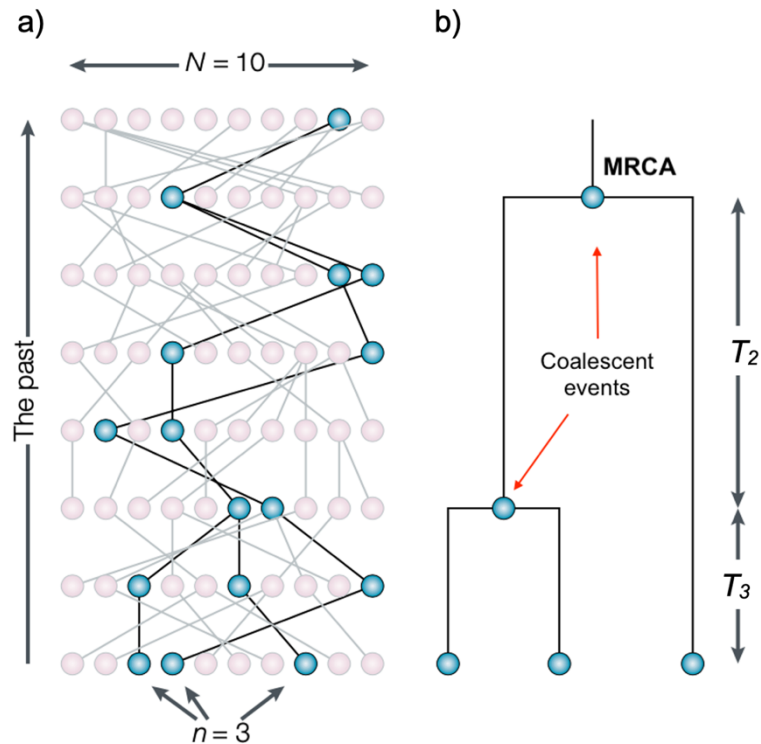 a)
N = 10
The past
n = 3
b)
MRCA
Coalescent
events
T2
T3